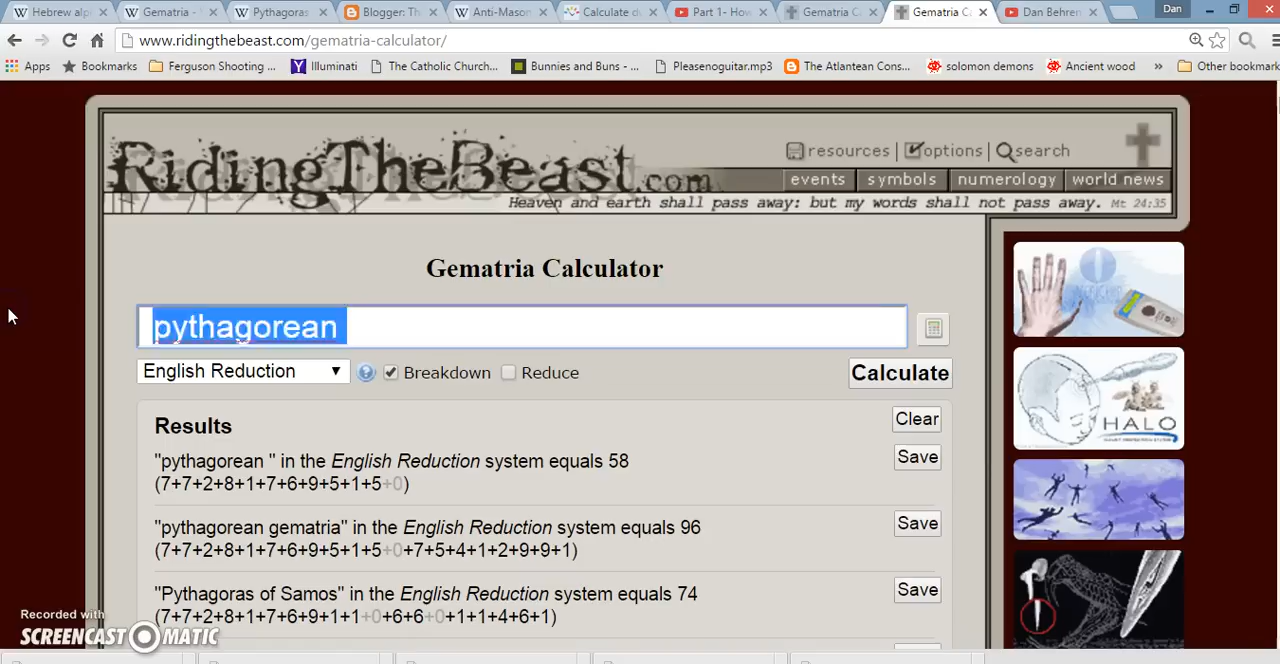 Hebrew alp
Gematria -
Pythagoras
Blogger: Th
Anti-Mason
Calculate d
Part 1- How
Gematria C
Gematria C
Dan Behren
Dan
www.ridingthebeast.com/gematria-calculator/
Apps
Bookmarks
Ferguson Shooting ...
Illuminati
The Catholic Church...
Bunnies and Buns - ...
Pleasenoguitar.mp3
The Atlantean Cons...
solomon demons
Ancient wood
»
Other bookmark
RidingTheBeast.com
resources | options | search
events
symbols
numerology
world news
Heaven and earth shall pass away: but my words shall not pass away. Mt 24:35
Gematria Calculator
pythagorean
English Reduction
Breakdown
Reduce
Calculate
Results
Clear
"pythagorean " in the English Reduction system equals 58
Save
(7+7+2+8+1+7+6+9+5+1+5+0)
"pythagorean gematria" in the English Reduction system equals 96
Save
(7+7+2+8+1+7+6+9+5+1+5+0+7+5+4+1+2+9+9+1)
"Pythagoras of Samos" in the English Reduction system equals 74
Save
(7+7+2+8+1+7+6+9+1+1+0+6+6+0+1+1+4+6+1)
HALO
Recorded with
SCREENCAST-O-MATIC